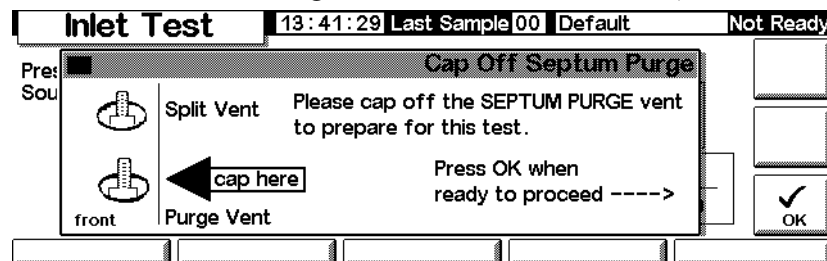 Inlet Test 13:41:29 Last Sample 00 Default Not Ready
Cap Off Septum Purge
Pres
Sou
Split Vent
Please cap off the SEPTUM PURGE vent
to prepare for this test.
cap here
Press OK when
ready to proceed ---->
front
Purge Vent
OK